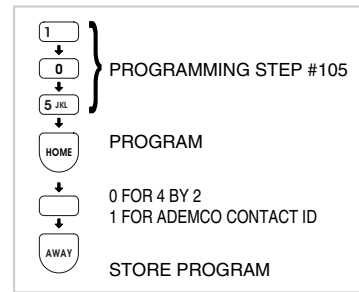 1
0
5 JKL
PROGRAMMING STEP #105
HOME
PROGRAM
0 FOR 4 BY 2
1 FOR ADEMCO CONTACT ID
AWAY
STORE PROGRAM